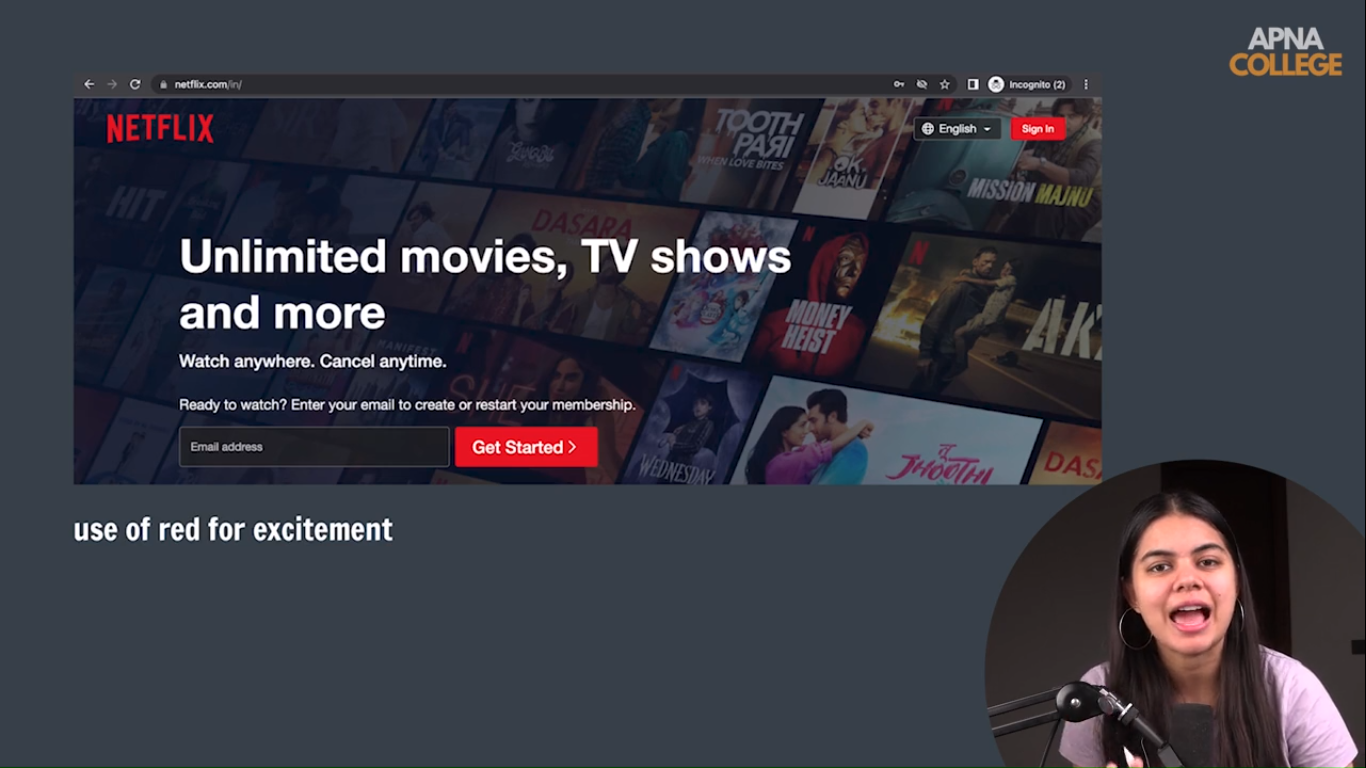 APNA
COLLEGE
netflix.com/in/
Incognito (2)
NETFLIX
English
Sign In
TOOTH
PARI
WHEN LOVE BITES
OK
JAANU
MISSION MAJNU
HIT
DASARA
Unlimited movies, TV shows
and more
MONEY
HEIST
AK
MANIFEST
Watch anywhere. Cancel anytime.
SHE
Ready to watch? Enter your email to create or restart your membership.
Email address
Get Started >
WEDNESDAY
तू
JHOOTHI
DASA
use of red for excitement